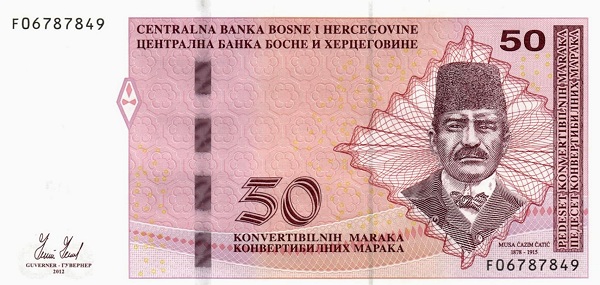 F06787849
CENTRALNA BANKA BOSNE I HERCEGOVINE
ЦЕНТРАЛНА БАНКА БОСНЕ И ХЕРЦЕГОВИНЕ
50
PEDESET KONVERTIBILNIH MARAKA
ПЕДЕСЕТ КОНВЕРТИБИЛНИХ МАРАКА
50
KONVERTIBILNIH MARAKA
КОНВЕРТИБИЛНИХ МАРАКА
GUVERNER - ГУВЕРНЕР
2012
MUSA ĆAZIM ĆATIĆ
1878 - 1915
F06787849